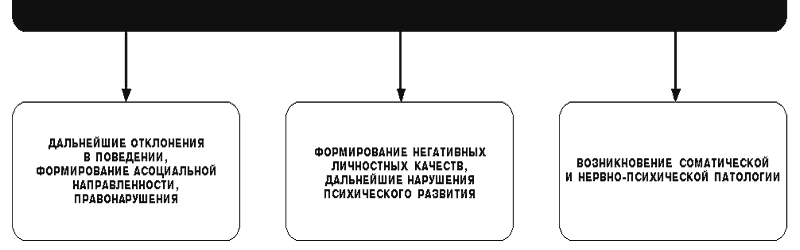 ДАЛЬНЕЙШИЕ ОТКЛОНЕНИЯ
В ПОВЕДЕНИИ,
ФОРМИРОВАНИЕ АСОЦИАЛЬНОЙ
НАПРАВЛЕННОСТИ,
ПРАВОНАРУШЕНИЯ
ФОРМИРОВАНИЕ НЕГАТИВНЫХ
ЛИЧНОСТНЫХ КАЧЕСТВ,
ДАЛЬНЕЙШИЕ НАРУШЕНИЯ
ПСИХИЧЕСКОГО РАЗВИТИЯ
ВОЗНИКНОВЕНИЕ СОМАТИЧЕСКОЙ
И НЕРВНО-ПСИХИЧЕСКОЙ ПАТОЛОГИИ